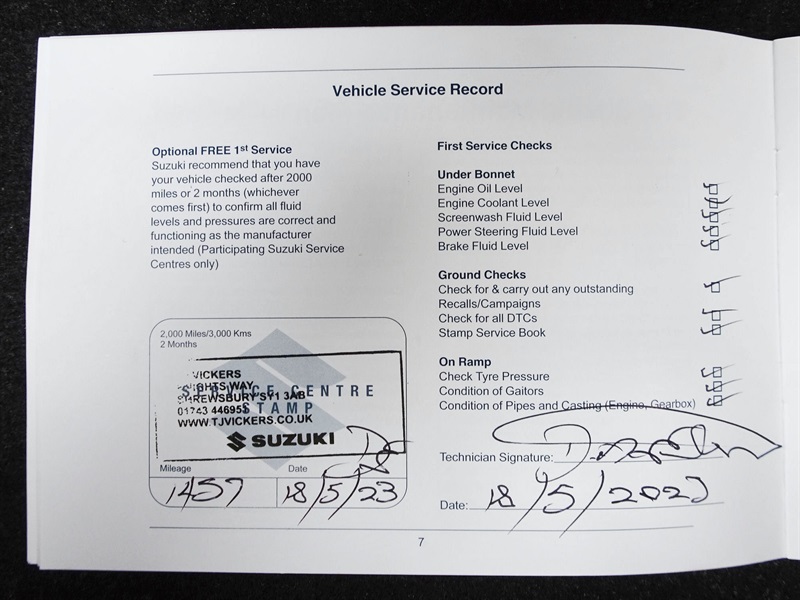 Vehicle Service Record
Optional FREE 1st Service
Suzuki recommend that you have
your vehicle checked after 2000
miles or 2 months (whichever
comes first) to confirm all fluid
levels and pressures are correct and
functioning as the manufacturer
intended (Participating Suzuki Service
Centres only)
2,000 Miles/3,000 Kms
2 Months
VICKERS
WAY
SERVICE CENTRE
SHREWSBURY SY1 3AB
STAMP
01743 446955
WWW.TJVICKERS.CO.UK
SUZUKI
Mileage
Date
1457
18/5/23
First Service Checks
Under Bonnet
Engine Oil Level
Engine Coolant Level
Screenwash Fluid Level
Power Steering Fluid Level
Brake Fluid Level
Ground Checks
Check for & carry out any outstanding
Recalls/Campaigns
Check for all DTCs
Stamp Service Book
On Ramp
Check Tyre Pressure
Condition of Gaitors
Condition of Pipes and Casting (Engine, Gearbox)
Technician Signature:
Date: 18/5/2023
7